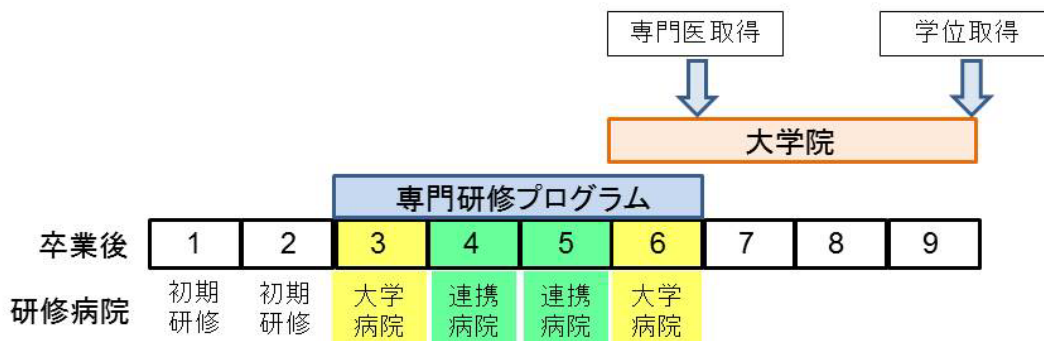 専門医取得 学位取得
大学院
専門研修プログラム
卒業後 1 2 3 4 5 6 7 8 9
研修病院 初期 初期 大学 連携 連携 大学
研修 研修 病院 病院 病院 病院